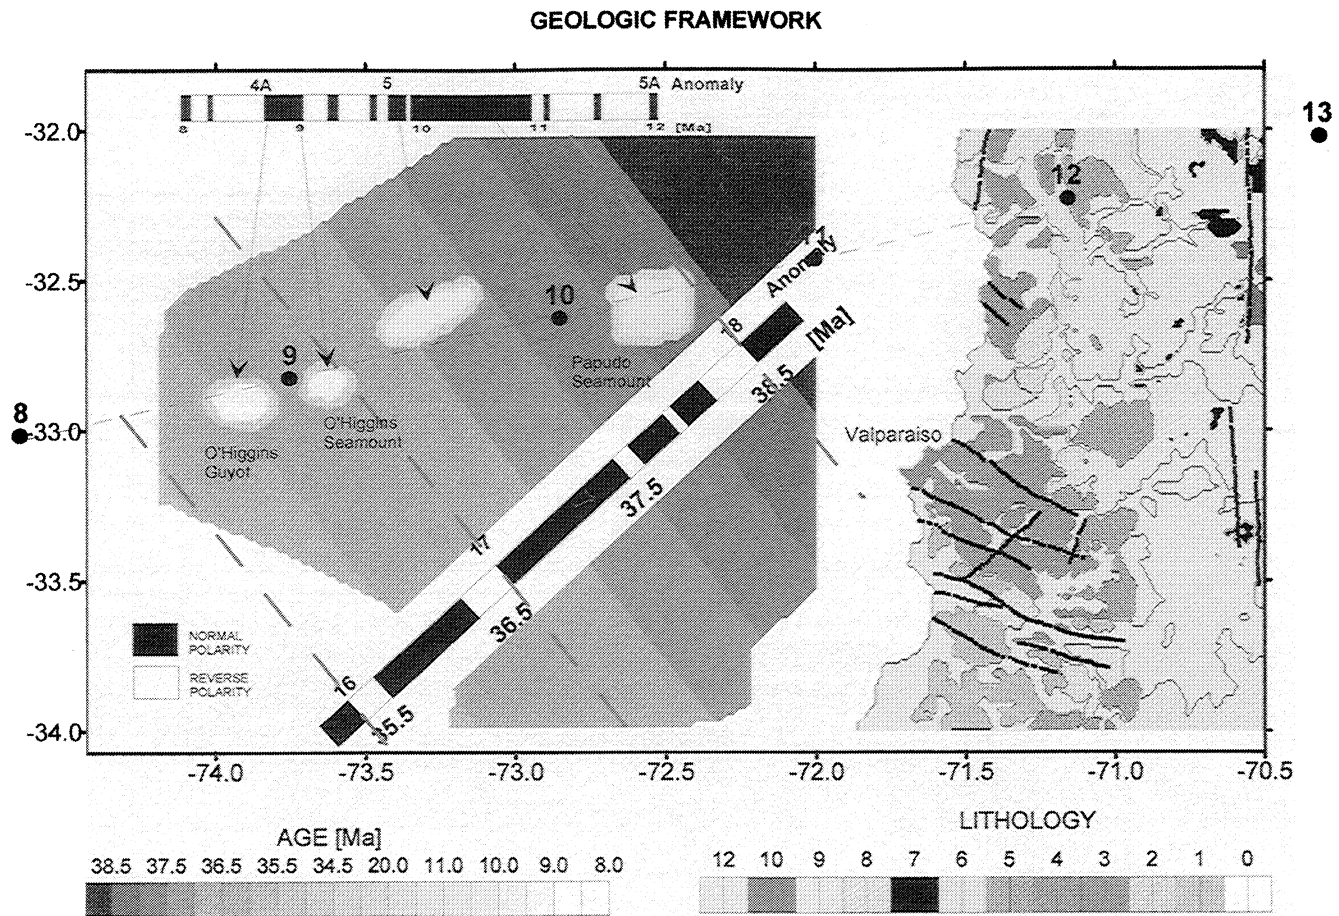 GEOLOGIC FRAMEWORK
4A 5 5A Anomaly
8 9 10 11 12 [Ma]
-32.0
-32.5
-33.0
-33.5
-34.0
13
12
10
9
8
Anomaly
[Ma]
18
38.5
Papudo
Seamount
O'Higgins
Seamount
O'Higgins
Guyot
Valparaiso
37.5
17
36.5
16
35.5
NORMAL
POLARITY
REVERSE
POLARITY
-74.0 -73.5 -73.0 -72.5 -72.0 -71.5 -71.0 -70.5
AGE [Ma]
38.5 37.5 36.5 35.5 34.5 20.0 11.0 10.0 9.0 8.0
LITHOLOGY
12 10 9 8 7 6 5 4 3 2 1 0